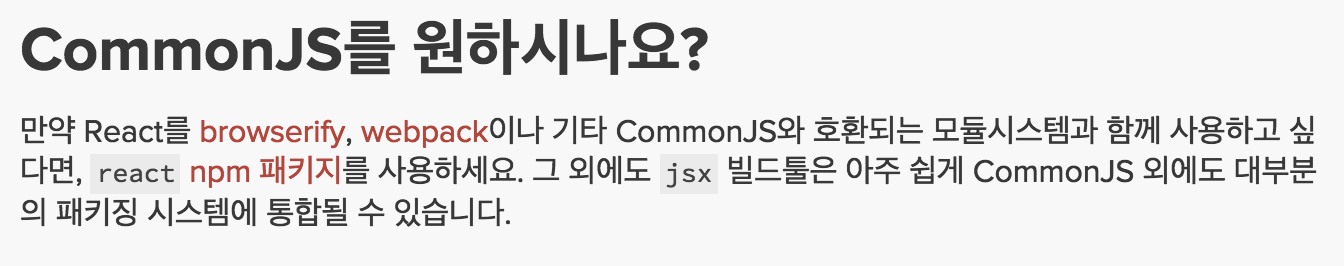 CommonJS를 원하시나요?
만약 React를 browserify, webpack이나 기타 CommonJS와 호환되는 모듈시스템과 함께 사용하고 싶
다면, react npm 패키지를 사용하세요. 그 외에도 jsx 빌드툴은 아주 쉽게 CommonJS 외에도 대부분
의 패키징 시스템에 통합될 수 있습니다.